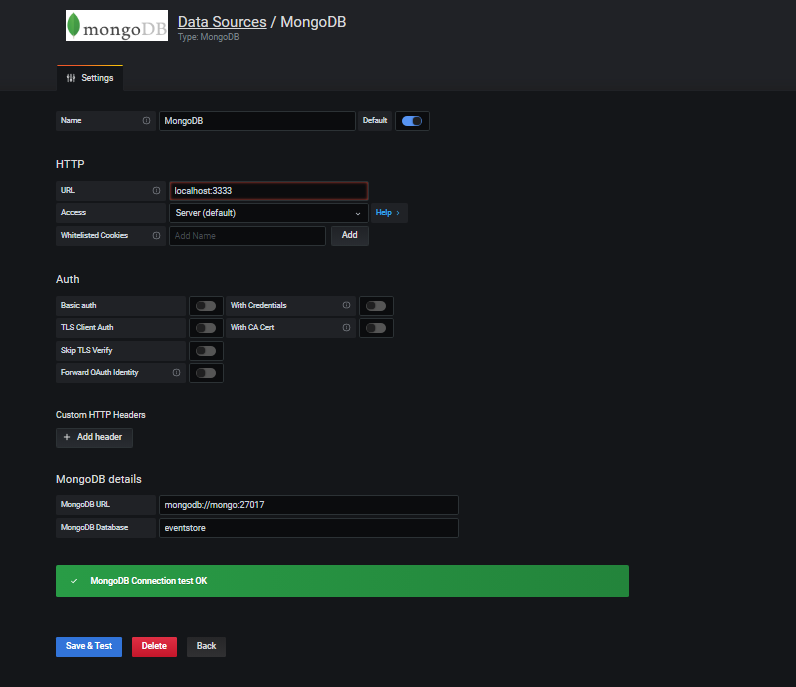 mongoDB
Data Sources / MongoDB
Type: MongoDB
Settings
Name MongoDB Default
HTTP
URL localhost:3333
Access Server (default) Help >
Whitelisted Cookies Add Name Add
Auth
Basic auth With Credentials
TLS Client Auth With CA Cert
Skip TLS Verify
Forward OAuth Identity
Custom HTTP Headers
+ Add header
MongoDB details
MongoDB URL mongodb://mongo:27017
MongoDB Database eventstore
MongoDB Connection test OK
Save & Test Delete Back